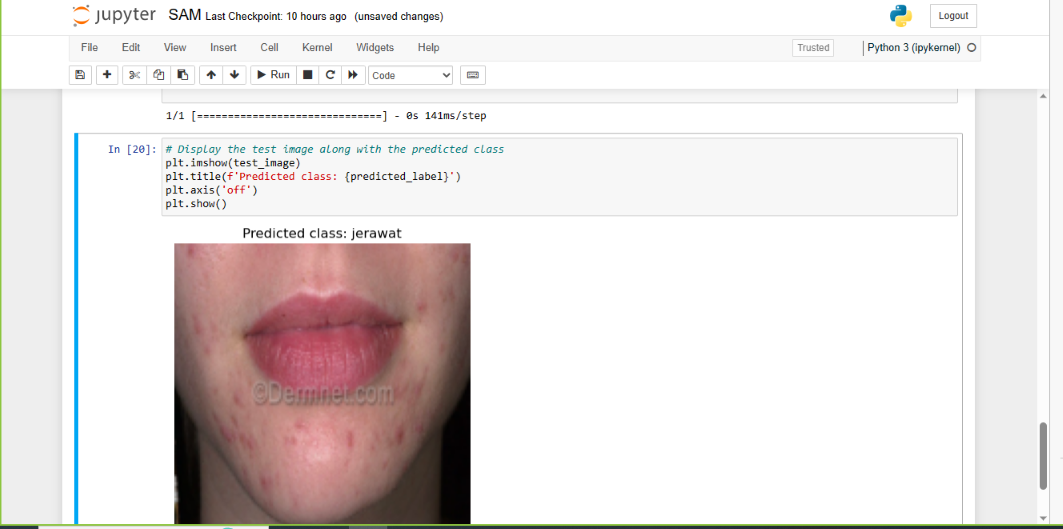 jupyter SAM Last Checkpoint: 10 hours ago (unsaved changes)
Logout
File Edit View Insert Cell Kernel Widgets Help
Trusted
Python 3 (ipykernel)
Run
Code
1/1 [==============================] - 0s 141ms/step
In [20]:
# Display the test image along with the predicted class
plt.imshow(test_image)
plt.title(f'Predicted class: {predicted_label}')
plt.axis('off')
plt.show()
Predicted class: jerawat
©Dermnet.com